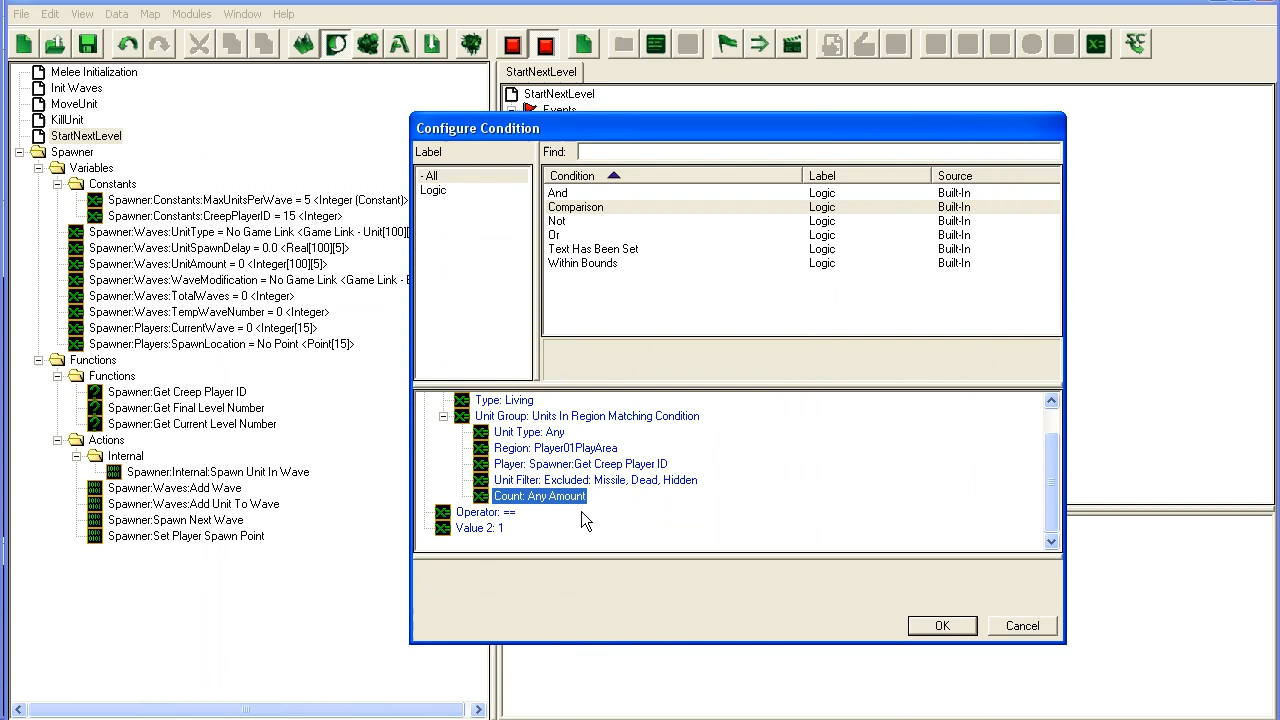 File Edit View Data Map Modules Window Help
Melee Initialization
Init Waves
MoveUnit
KillUnit
StartNextLevel
Spawner
Variables
Constants
Spawner:Constants:MaxUnitsPerWave = 5 <Integer (Constant)>
Spawner:Constants:CreepPlayerID = 15 <Integer>
Spawner:Waves:UnitType = No Game Link <Game Link - Unit[100][
Spawner:Waves:UnitSpawnDelay = 0.0 <Real[100][5]>
Spawner:Waves:UnitAmount = 0 <Integer[100][5]>
Spawner:Waves:WaveModification = No Game Link <Game Link -
Spawner:Waves:TotalWaves = 0 <Integer>
Spawner:Waves:TempWaveNumber = 0 <Integer>
Spawner:Players:CurrentWave = 0 <Integer[15]>
Spawner:Players:SpawnLocation = No Point <Point[15]>
Functions
Functions
Spawner:Get Creep Player ID
Spawner:Get Final Level Number
Spawner:Get Current Level Number
Actions
Internal
Spawner:Internal:Spawn Unit In Wave
Spawner:Waves:Add Wave
Spawner:Waves:Add Unit To Wave
Spawner:Spawn Next Wave
Spawner:Set Player Spawn Point
StartNextLevel
StartNextLevel
Events
Configure Condition
Label
- All
Logic
Find:
Condition Label Source
And Logic Built-In
Comparison Logic Built-In
Not Logic Built-In
Or Logic Built-In
Text Has Been Set Logic Built-In
Within Bounds Logic Built-In
Type: Living
Unit Group: Units In Region Matching Condition
Unit Type: Any
Region: Player01PlayArea
Player: Spawner:Get Creep Player ID
Unit Filter: Excluded: Missile, Dead, Hidden
Count: Any Amount
Operator: ==
Value 2: 1
OK Cancel